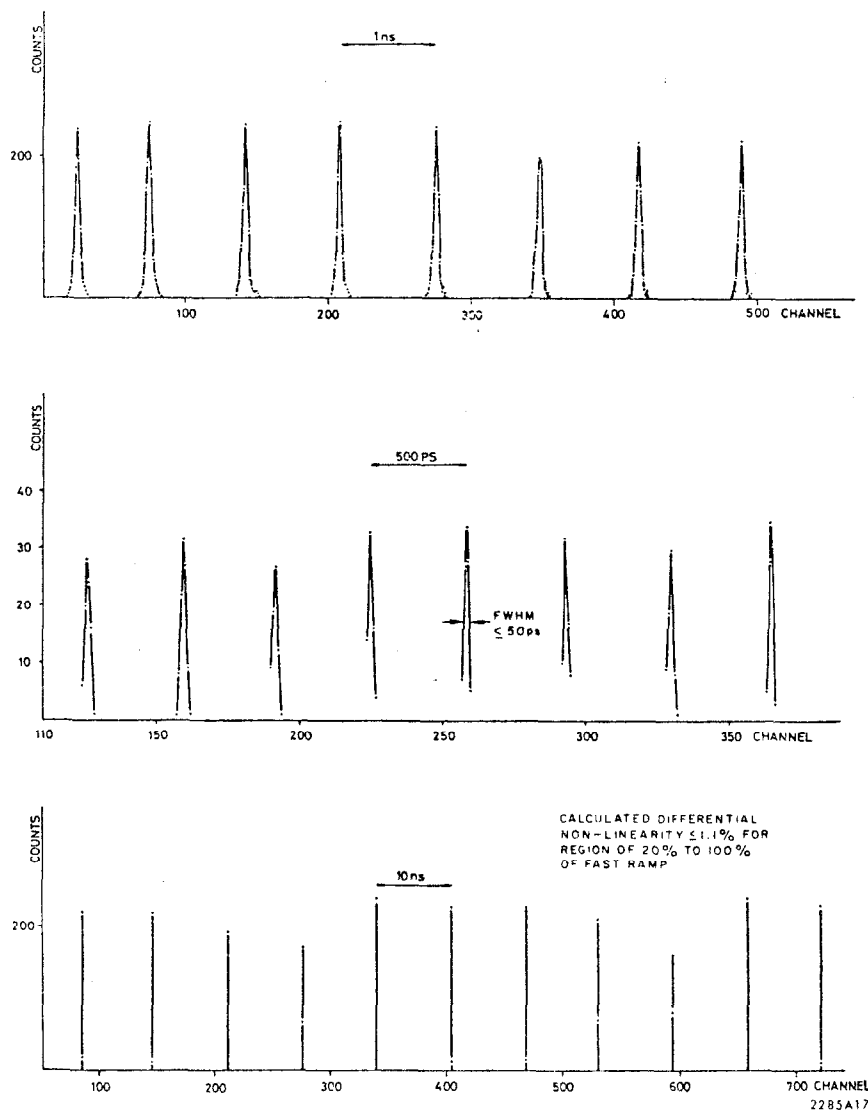 COUNTS
1ns
200
100 200 300 400 500 CHANNEL
COUNTS
500 PS
40
30
20
FWHM
≤ 50ps
10
110 150 200 250 300 350 CHANNEL
COUNTS
CALCULATED DIFFERENTIAL
NON-LINEARITY ≤1.1% FOR
REGION OF 20% TO 100%
OF FAST RAMP
10ns
200
100 200 300 400 500 600 700 CHANNEL
2285A17